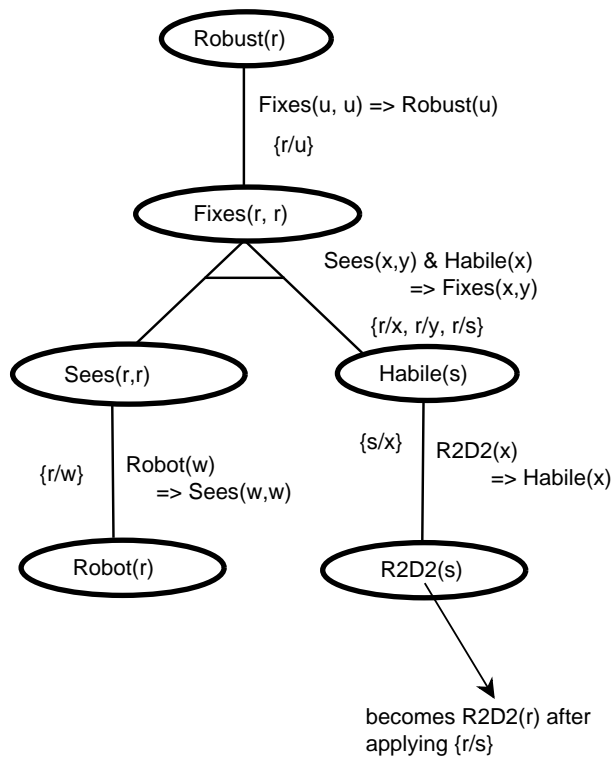 Robust(r)
Fixes(u, u) => Robust(u)
{r/u}
Fixes(r, r)
Sees(x,y) & Habile(x)
=> Fixes(x,y)
{r/x, r/y, r/s}
Sees(r,r)
Habile(s)
{r/w}
Robot(w)
=> Sees(w,w)
{s/x}
R2D2(x)
=> Habile(x)
Robot(r)
R2D2(s)
becomes R2D2(r) after
applying {r/s}